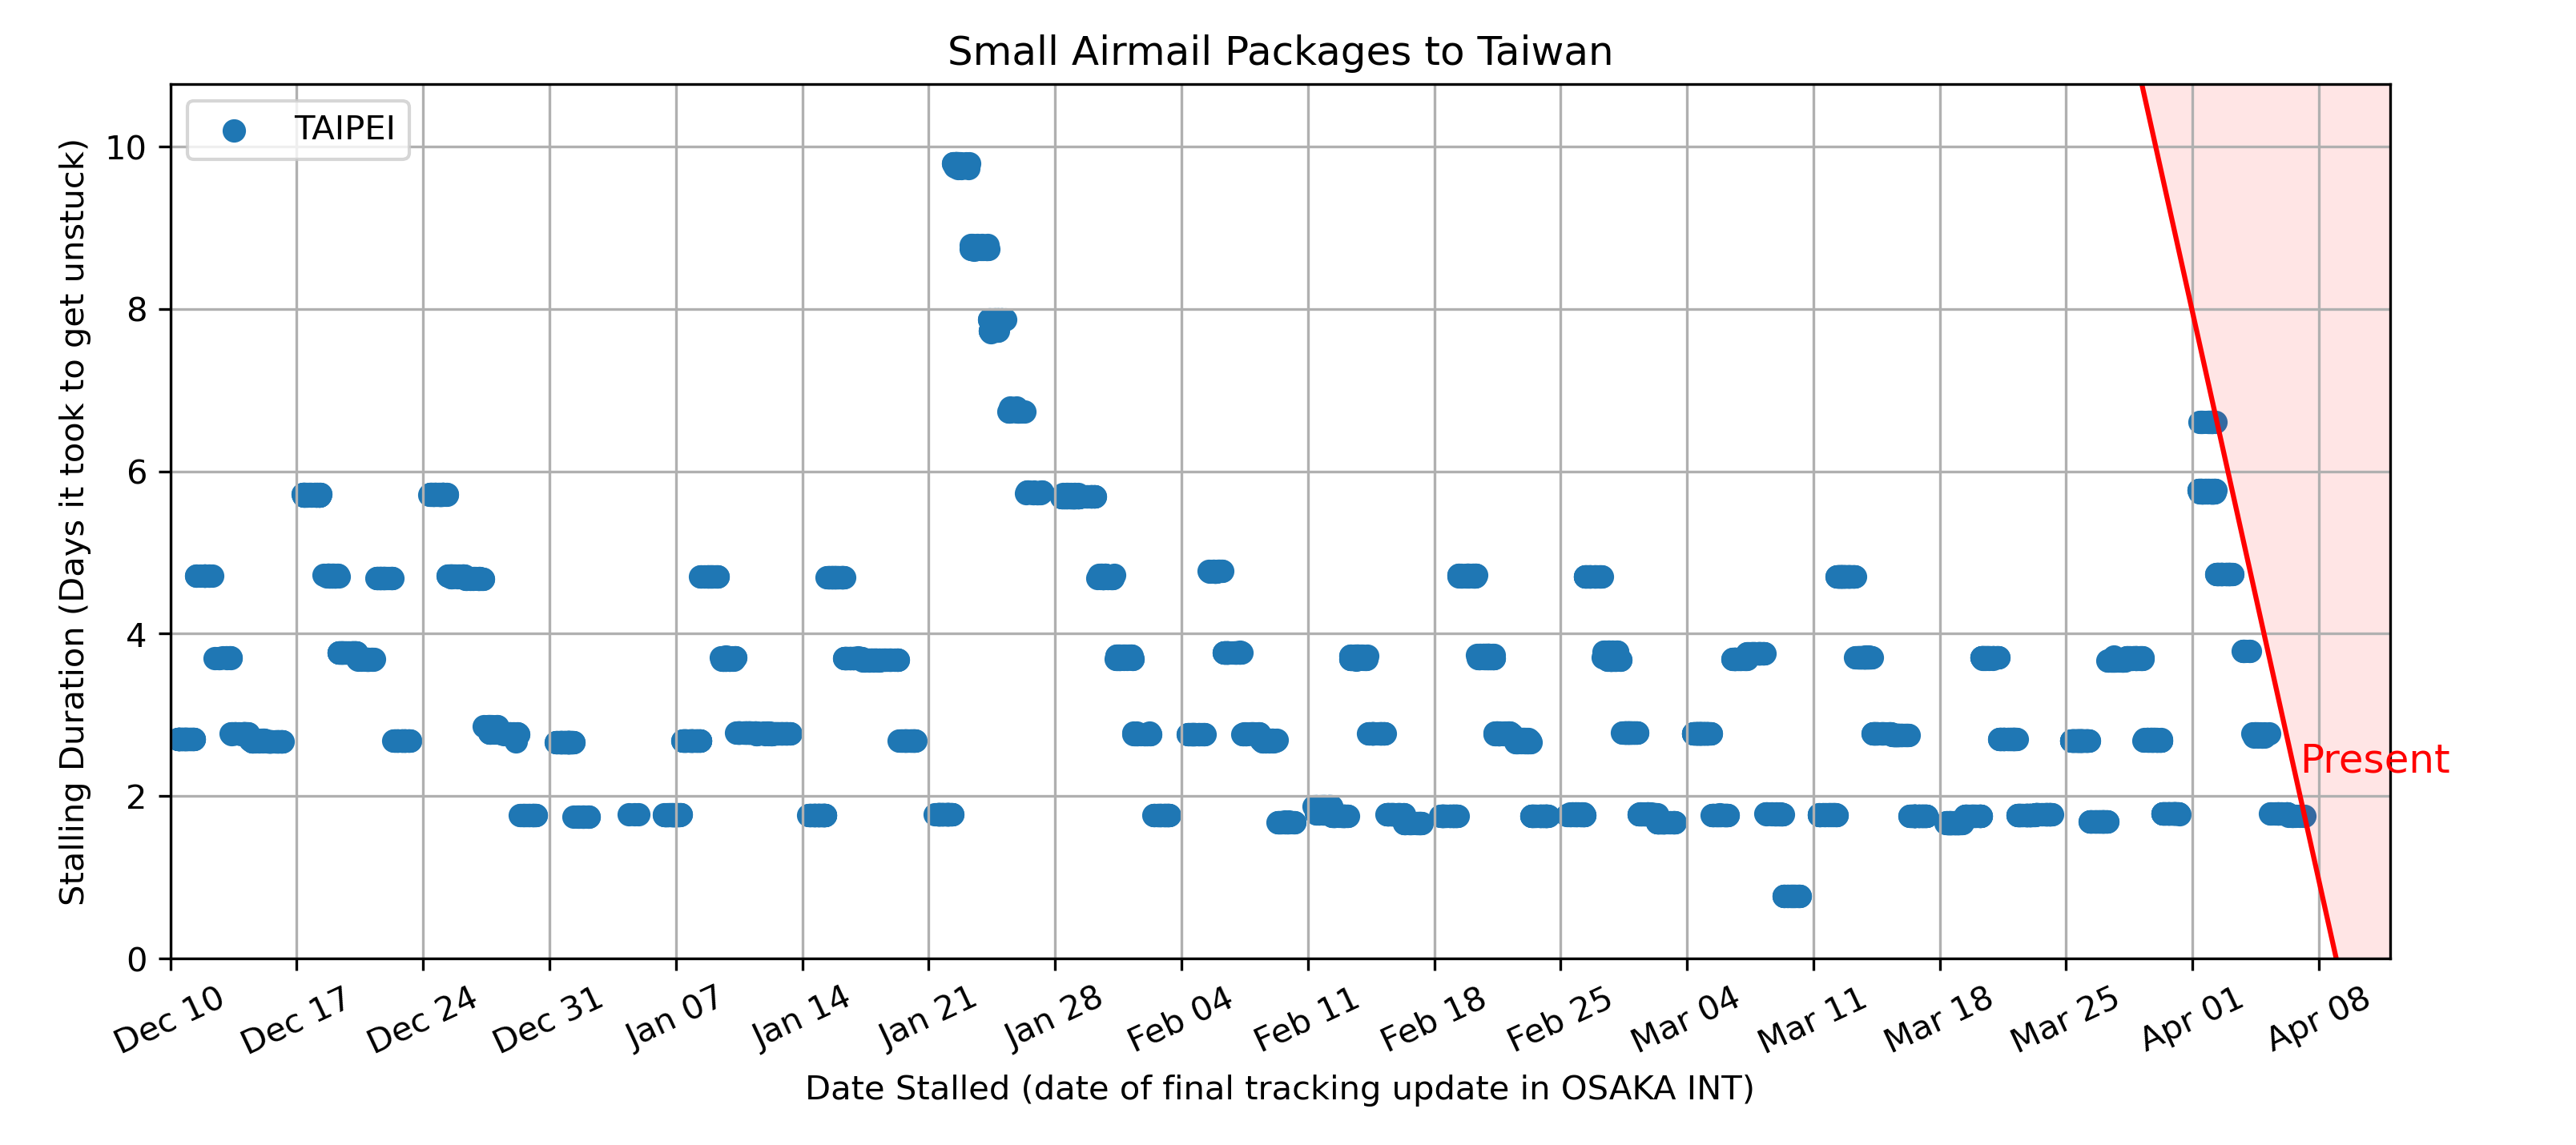 Small Airmail Packages to Taiwan
TAIPEI
Stalling Duration (Days it took to get unstuck)
10
8
6
4
2
0
Present
Dec 10
Dec 17
Dec 24
Dec 31
Jan 07
Jan 14
Jan 21
Jan 28
Feb 04
Feb 11
Feb 18
Feb 25
Mar 04
Mar 11
Mar 18
Mar 25
Apr 01
Apr 08
Date Stalled (date of final tracking update in OSAKA INT)